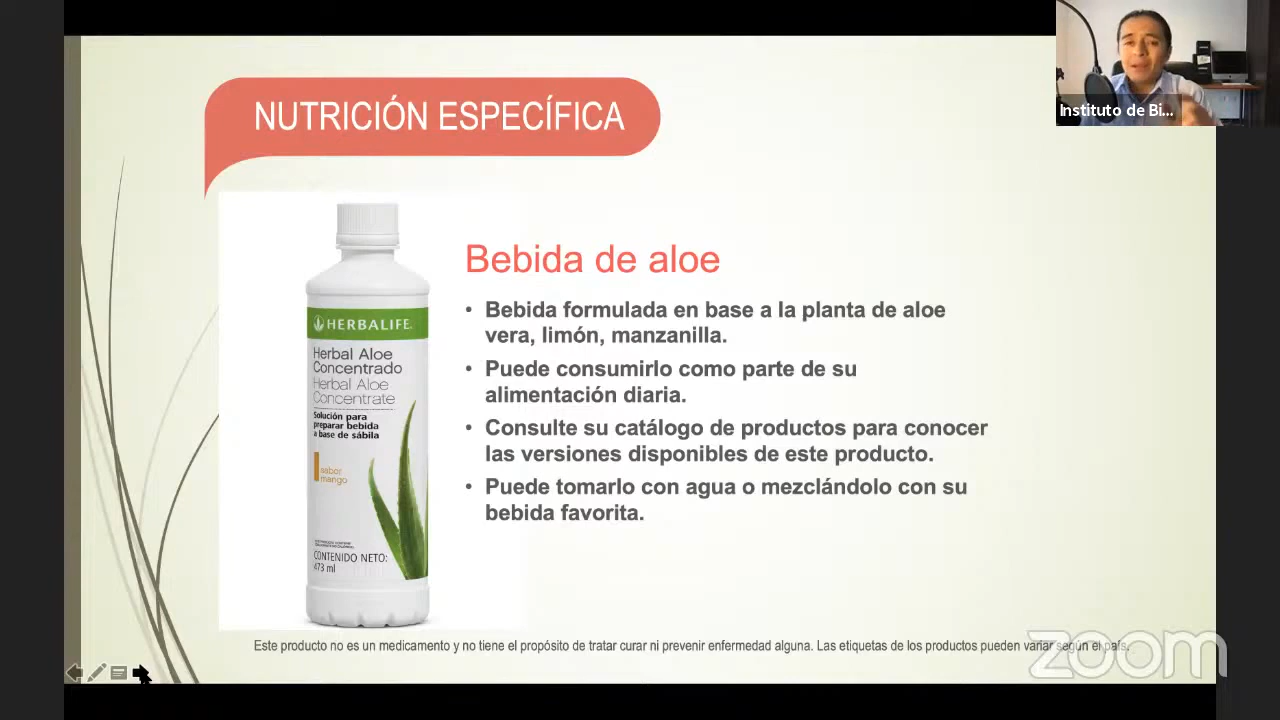 Instituto de Bi...
NUTRICIÓN ESPECÍFICA
Bebida de aloe
• Bebida formulada en base a la planta de aloe
vera, limón, manzanilla.
• Puede consumirlo como parte de su
alimentación diaria.
• Consulte su catálogo de productos para conocer
las versiones disponibles de este producto.
• Puede tomarlo con agua o mezclándolo con su
bebida favorita.
HERBALIFE
Herbal Aloe
Concentrado
Herbal Aloe
Concentrate
Solución para
preparar bebida
a base de sábila
sabor
mango
CONTENIDO NETO:
473 ml
Este producto no es un medicamento y no tiene el propósito de tratar curar ni prevenir enfermedad alguna. Las etiquetas de los productos pueden variar según el país.
zoom